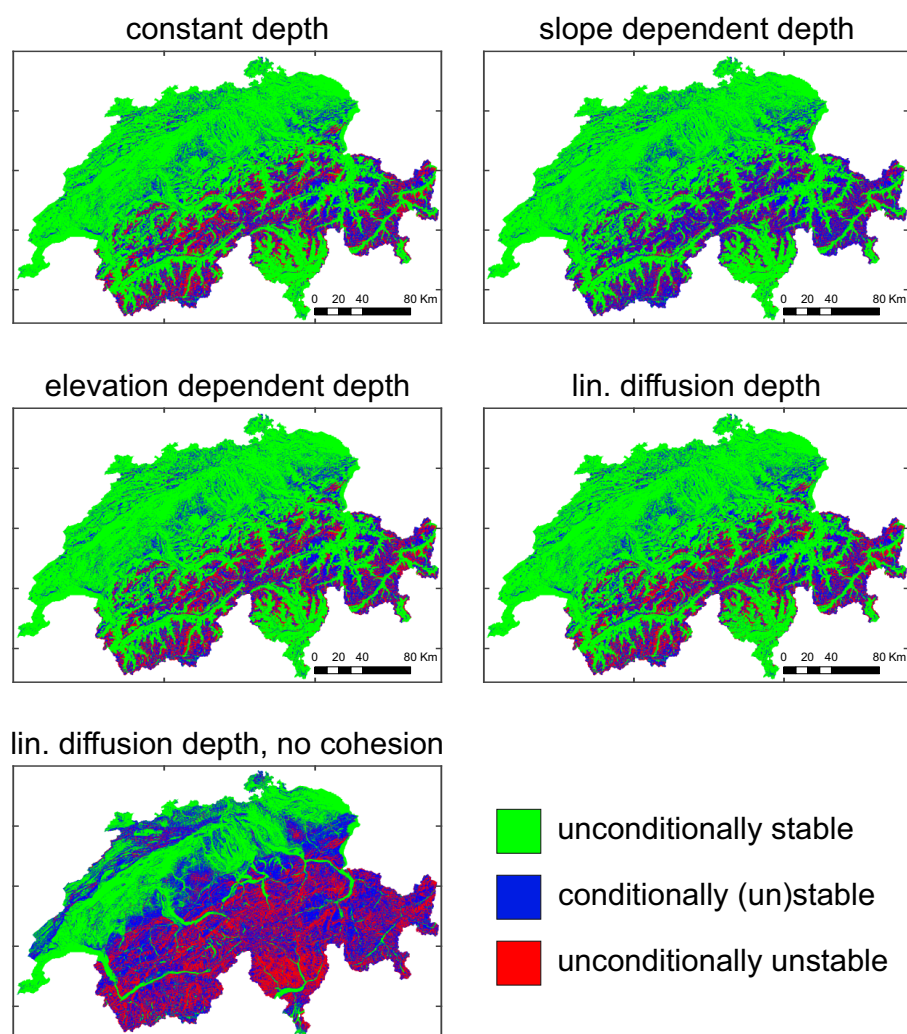 constant depth
slope dependent depth
0 20 40 80 Km
0 20 40 80 Km
elevation dependent depth
lin. diffusion depth
0 20 40 80 Km
0 20 40 80 Km
lin. diffusion depth, no cohesion
unconditionally stable
conditionally (un)stable
unconditionally unstable